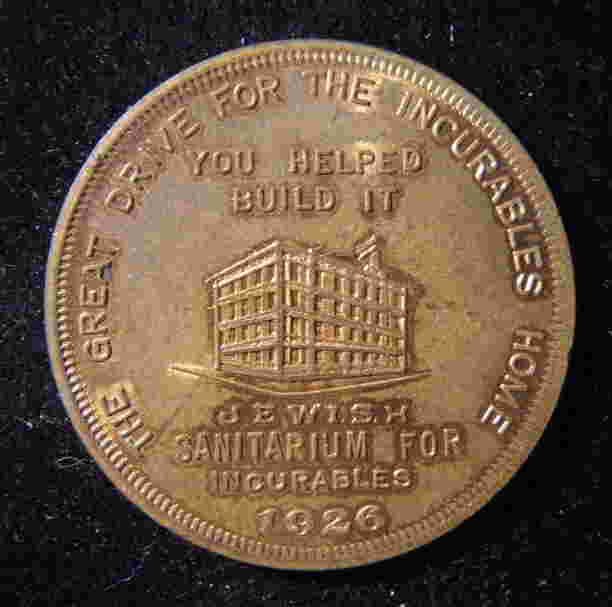 THE GREAT DRIVE FOR THE INCURABLES HOME
YOU HELPED
BUILD IT
JEWISH
SANITARIUM FOR
INCURABLES
1926